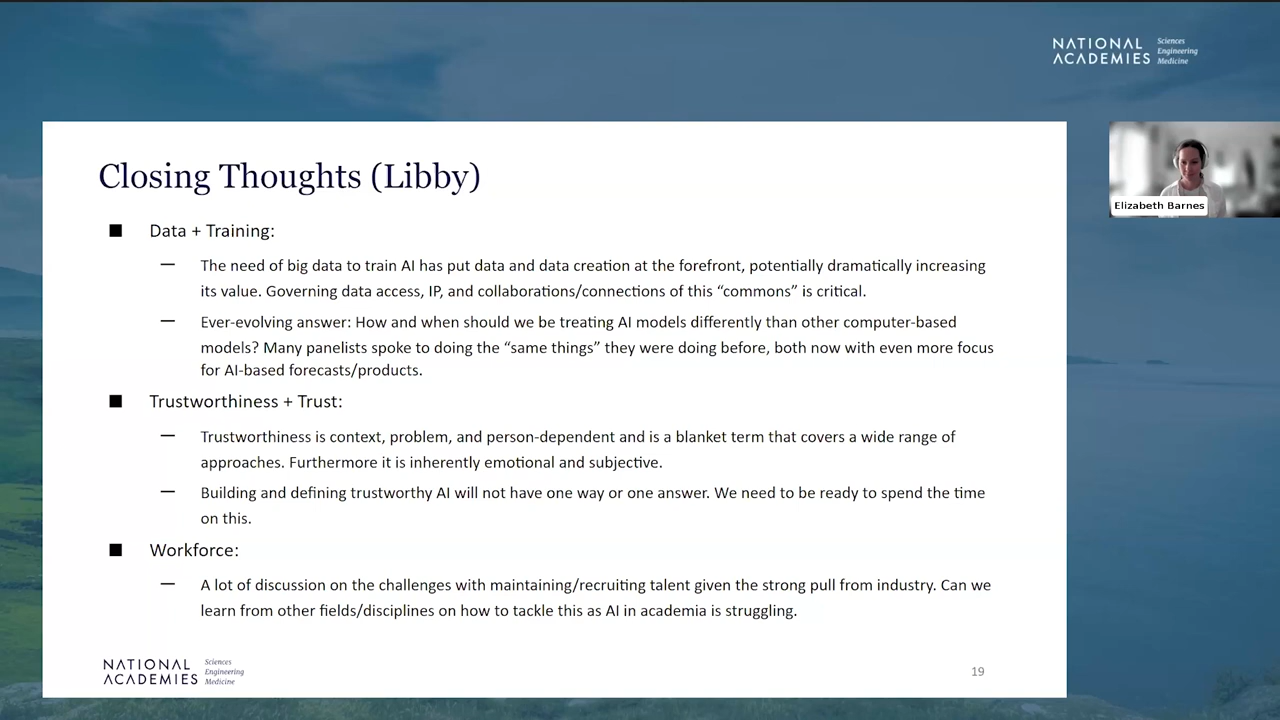 NATIONAL
ACADEMIES
Sciences
Engineering
Medicine
Closing Thoughts (Libby)
Elizabeth Barnes
■ Data + Training:
— The need of big data to train AI has put data and data creation at the forefront, potentially dramatically increasing
its value. Governing data access, IP, and collaborations/connections of this “commons” is critical.
— Ever-evolving answer: How and when should we be treating AI models differently than other computer-based
models? Many panelists spoke to doing the “same things” they were doing before, both now with even more focus
for AI-based forecasts/products.
■ Trustworthiness + Trust:
— Trustworthiness is context, problem, and person-dependent and is a blanket term that covers a wide range of
approaches. Furthermore it is inherently emotional and subjective.
— Building and defining trustworthy AI will not have one way or one answer. We need to be ready to spend the time
on this.
■ Workforce:
— A lot of discussion on the challenges with maintaining/recruiting talent given the strong pull from industry. Can we
learn from other fields/disciplines on how to tackle this as AI in academia is struggling.
NATIONAL
ACADEMIES
Sciences
Engineering
Medicine
19